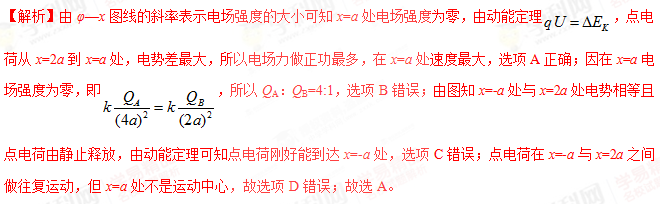 【解析】由 φ—x 图线的斜率表示电场强度的大小可知 x=a 处电场强度为零，由动能定理 qU = ΔE_K，点电
荷从 x=2a 到 x=a 处，电势差最大，所以电场力做正功最多，在 x=a 处速度最大，选项 A 正确；因在 x=a 电
场强度为零，即 k Q_A/(4a)² = k Q_B/(2a)²，所以 Q_A：Q_B=4:1，选项 B 错误；由图知 x=-a 处与 x=2a 处电势相等且
点电荷由静止释放，由动能定理可知点电荷刚好能到达 x=-a 处，选项 C 错误；点电荷在 x=-a 与 x=2a 之间
做往复运动，但 x=a 处不是运动中心，故选项 D 错误；故选 A。